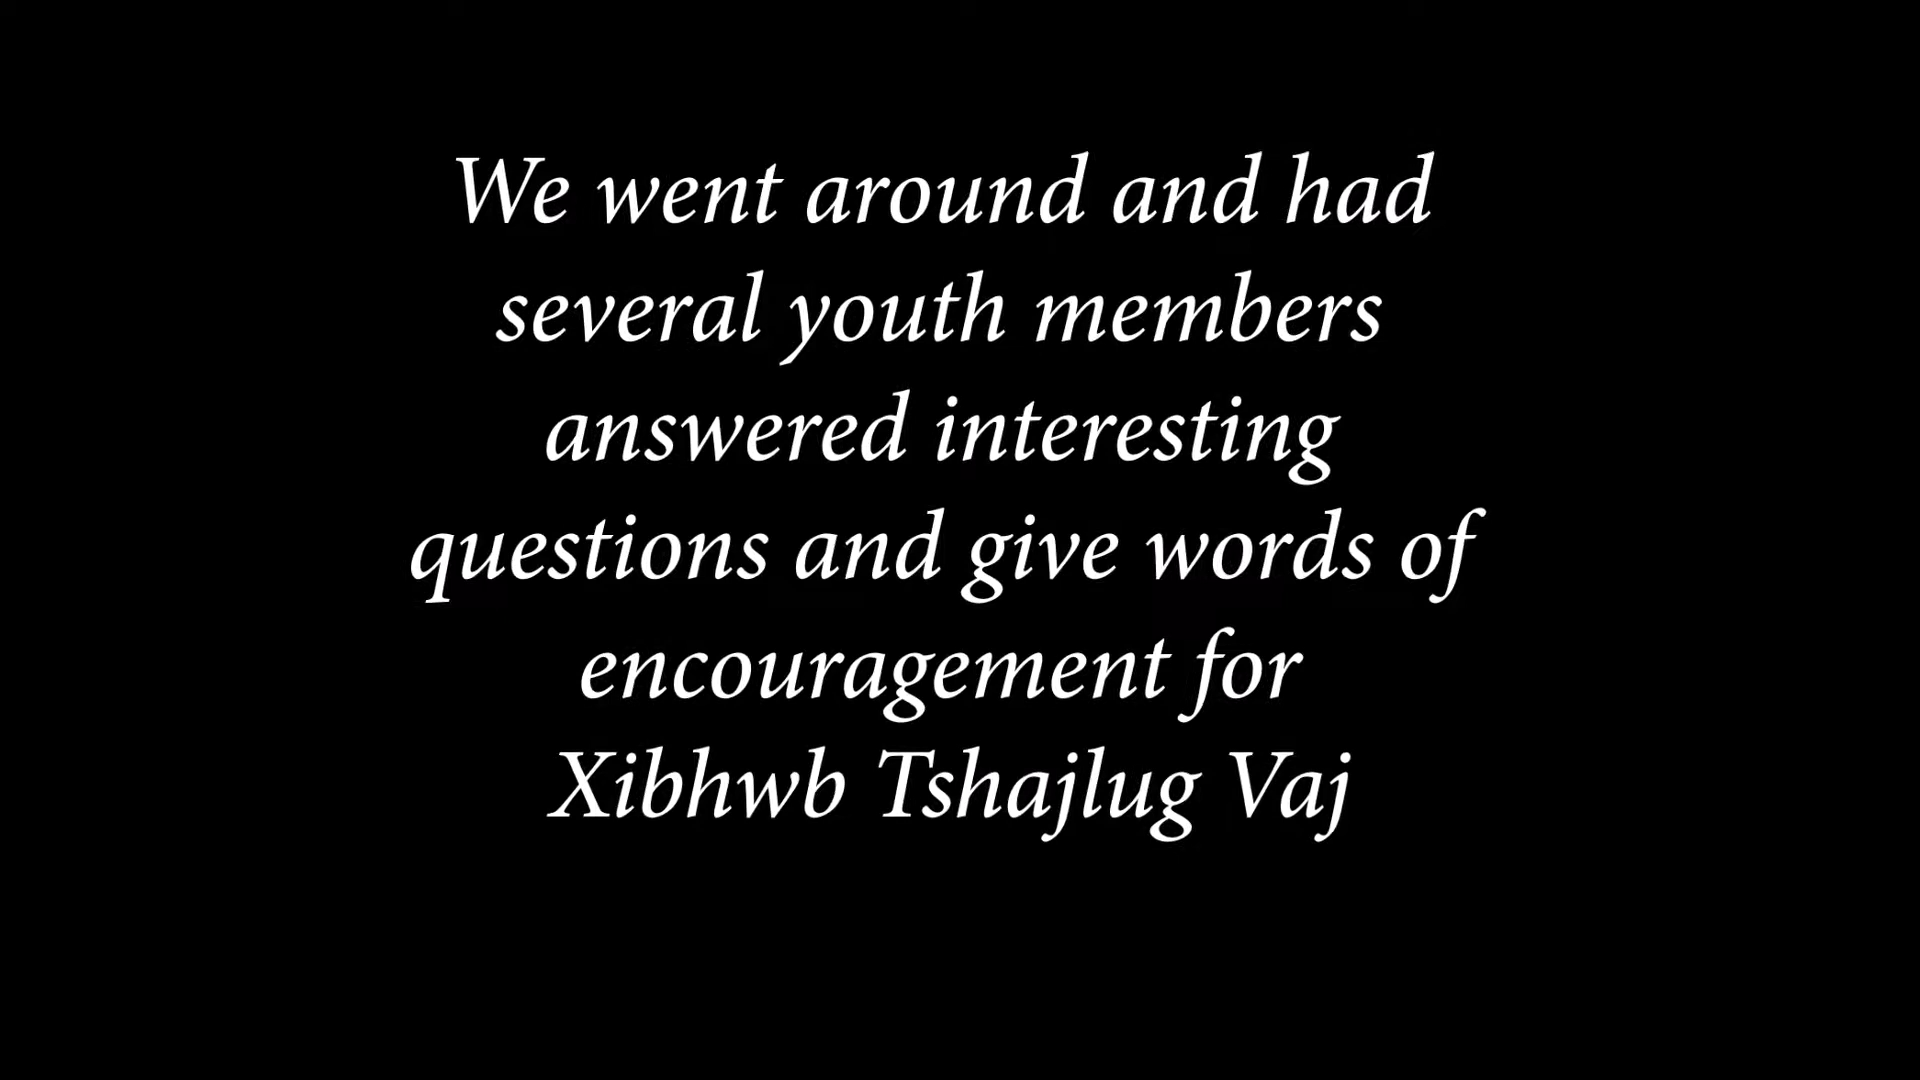 We went around and had
several youth members
answered interesting
questions and give words of
encouragement for
Xibhwb Tshajlug Vaj